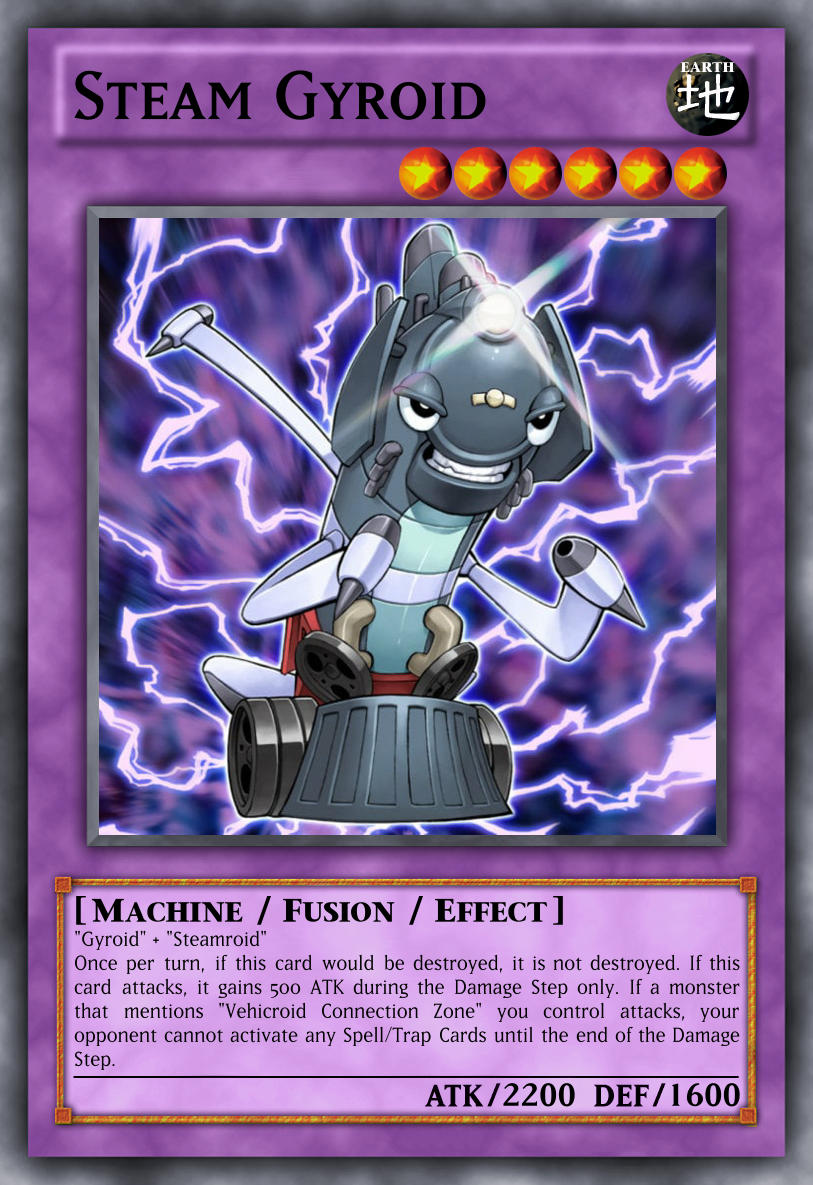 Steam Gyroid
EARTH
地
[ Machine / Fusion / Effect ]
"Gyroid" + "Steamroid"
Once per turn, if this card would be destroyed, it is not destroyed. If this
card attacks, it gains 500 ATK during the Damage Step only. If a monster
that mentions "Vehicroid Connection Zone" you control attacks, your
opponent cannot activate any Spell/Trap Cards until the end of the Damage
Step.
ATK/2200 DEF/1600